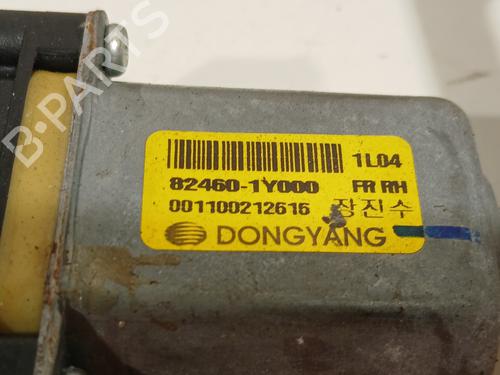 1L04
82460-1Y000 FR RH
001100212616 장진수
DONGYANG
B-PARTS